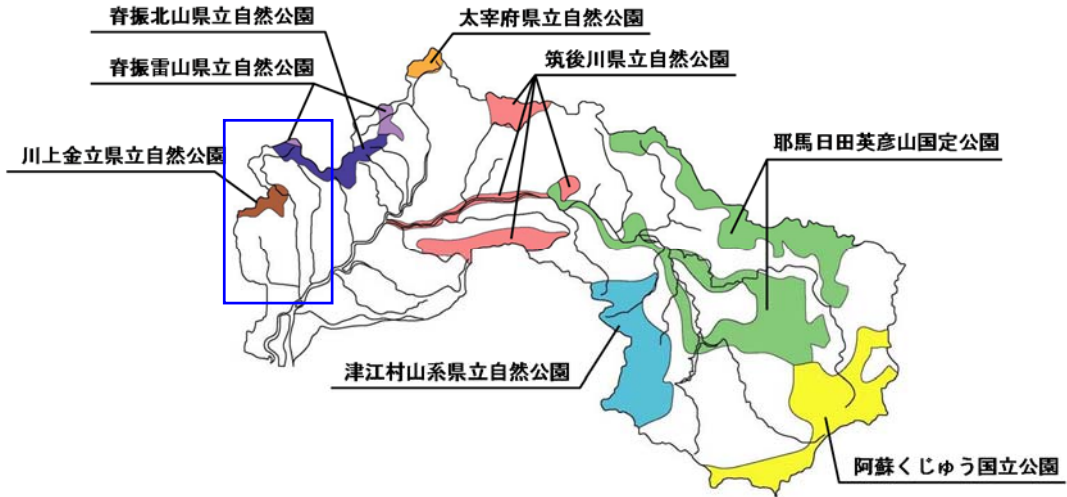 脊振北山県立自然公園
太宰府県立自然公園
脊振雷山県立自然公園
筑後川県立自然公園
川上金立県立自然公園
耶馬日田英彦山国定公園
津江村山系県立自然公園
阿蘇くじゅう国立公園